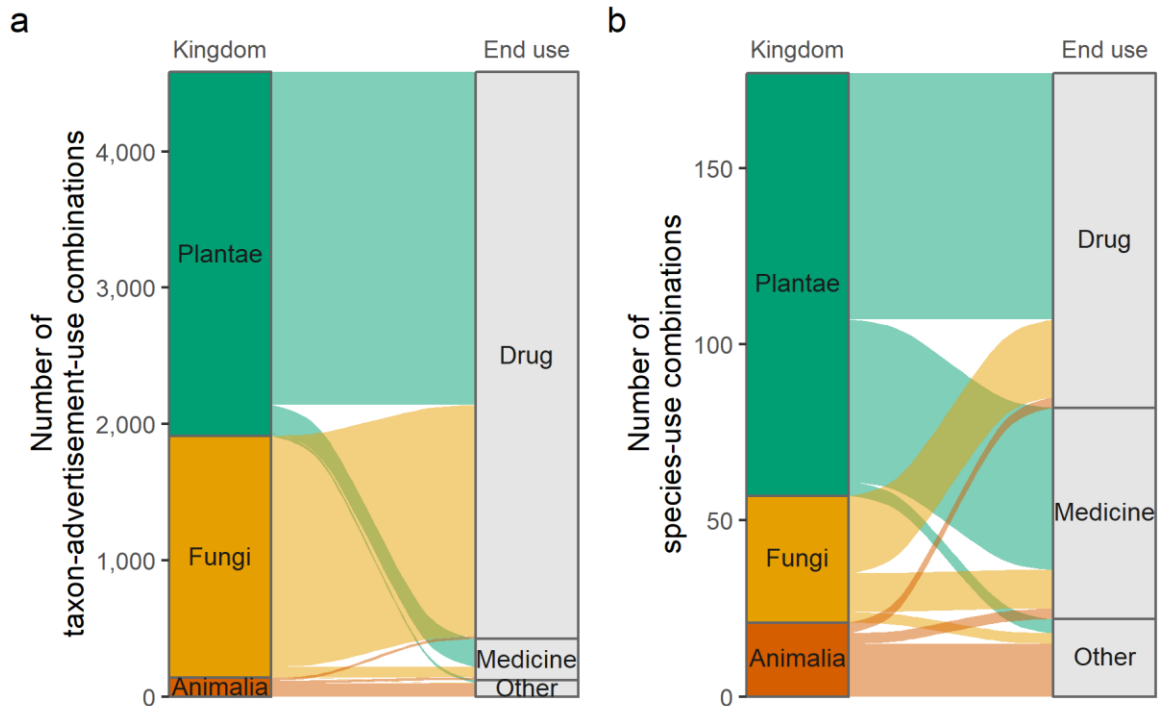 a
Kingdom
End use
Number of
taxon-advertisement-use combinations
4,000
3,000
2,000
1,000
0
Plantae
Fungi
Animalia
Drug
Medicine
Other
b
Kingdom
End use
Number of
species-use combinations
150
100
50
0
Plantae
Fungi
Animalia
Drug
Medicine
Other